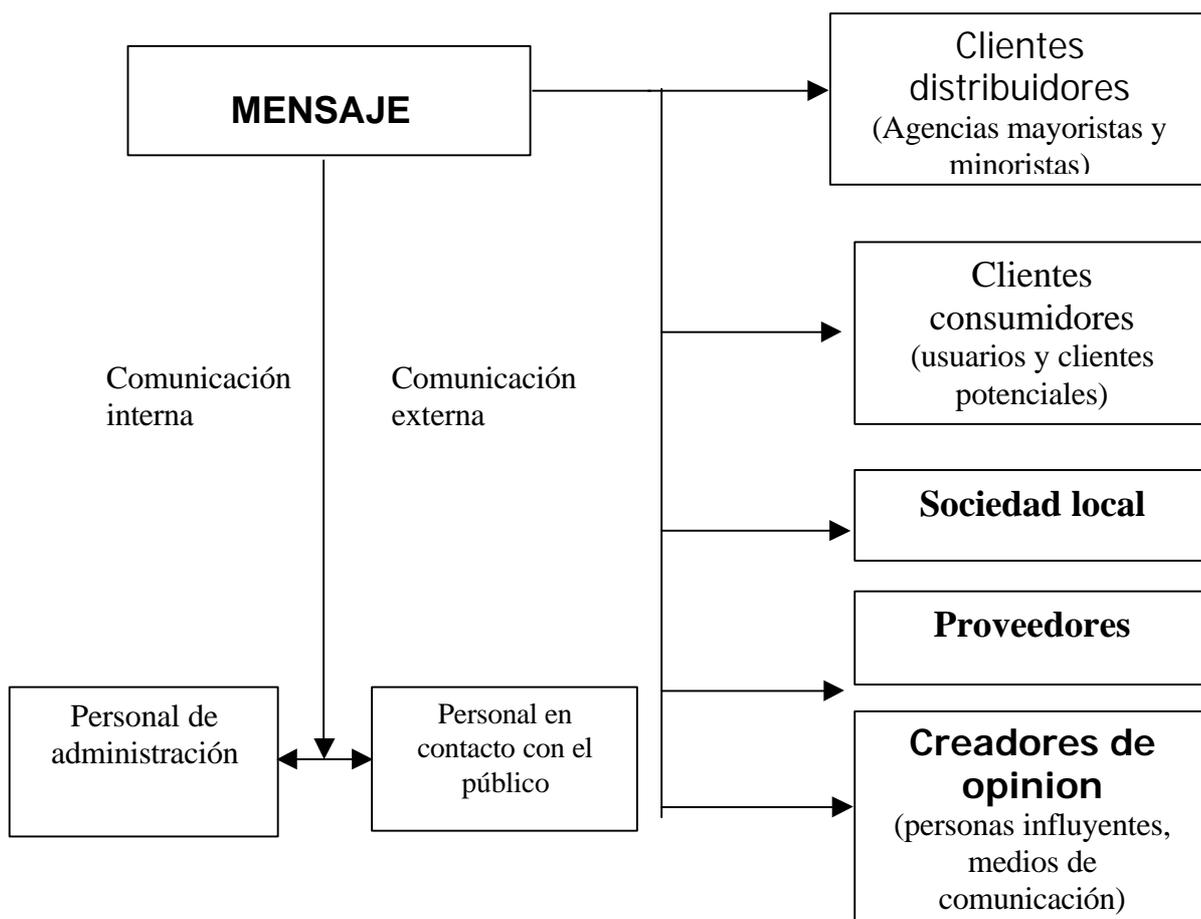 MENSAJE
Clientes
distribuidores
(Agencias mayoristas y
minoristas)
Clientes
consumidores
(usuarios y clientes
potenciales)
Comunicación
interna
Comunicación
externa
Sociedad local
Proveedores
Personal de
administración
Personal en
contacto con el
público
Creadores de
opinion
(personas influyentes,
medios de
comunicación)